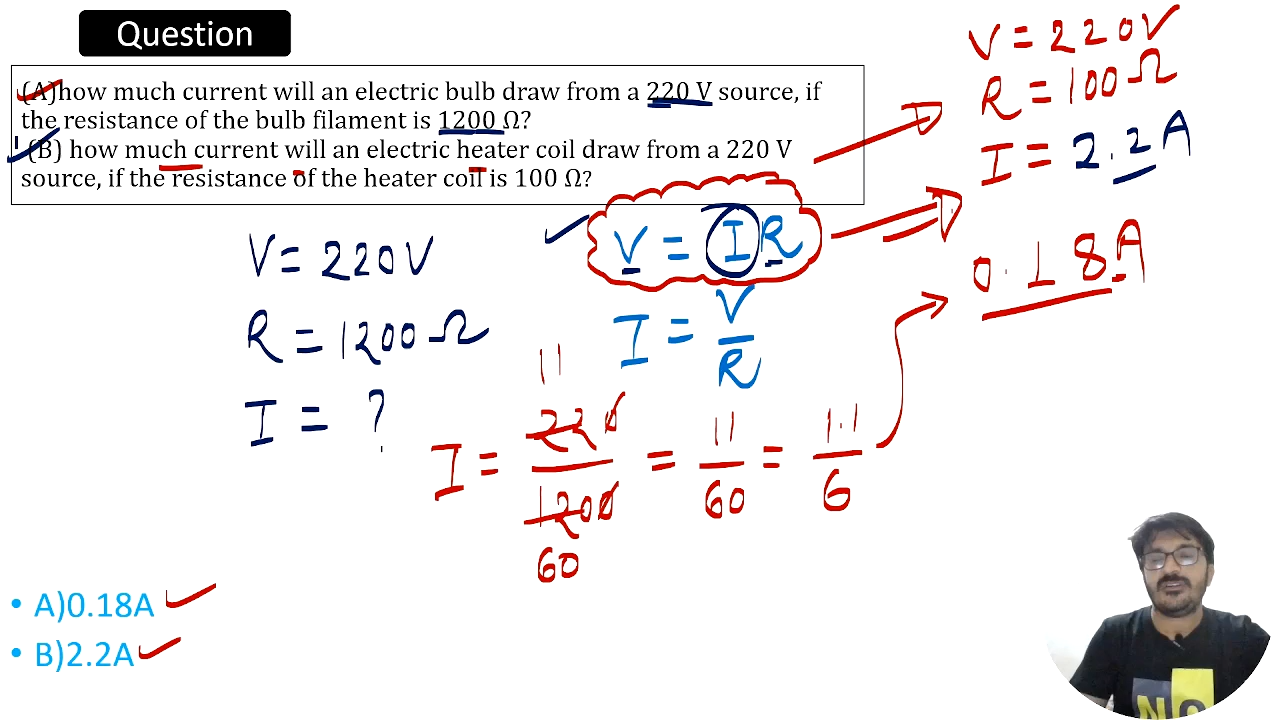 Question
(A)how much current will an electric bulb draw from a 220 V source, if
the resistance of the bulb filament is 1200 Ω?
(B) how much current will an electric heater coil draw from a 220 V
source, if the resistance of the heater coil is 100 Ω?
V = 220V
R = 100 Ω
I = 2.2A
0.18A
V = IR
I = V/R
V = 220V
R = 1200 Ω
I = ?
11
I = 220/1200 = 11/60 = 1.1/6
60
• A)0.18A
• B)2.2A